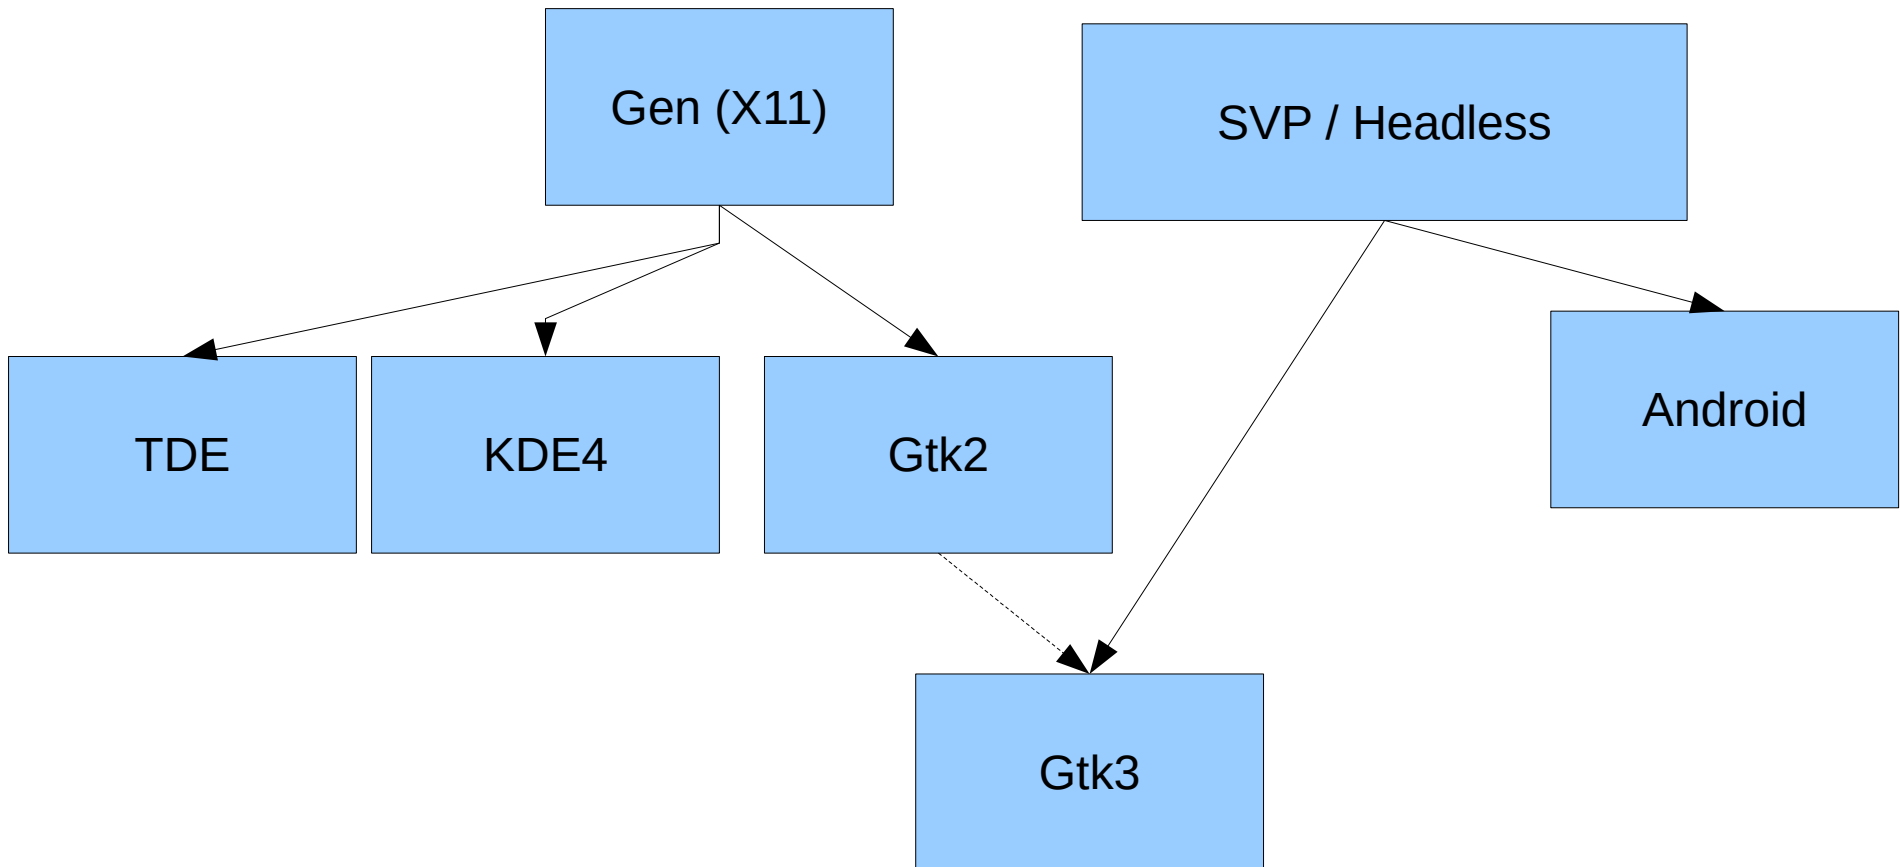 Gen (X11)
SVP / Headless
TDE
KDE4
Gtk2
Android
Gtk3